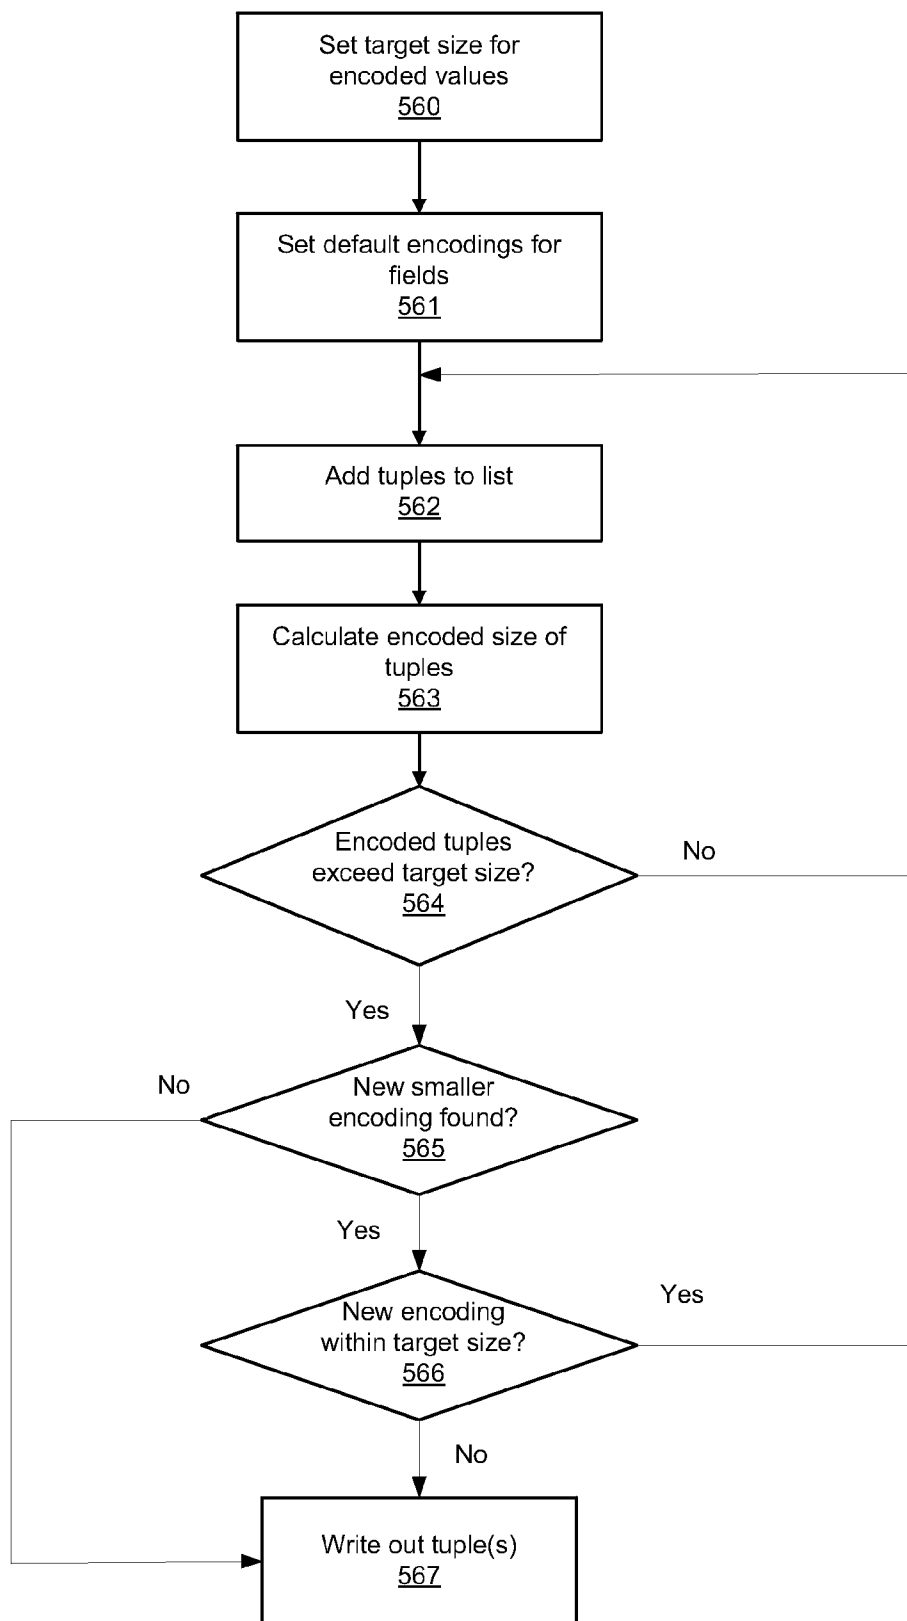 Set target size for
encoded values
560
Set default encodings for
fields
561
Add tuples to list
562
Calculate encoded size of
tuples
563
Encoded tuples
exceed target size?
564
No
Yes
No
New smaller
encoding found?
565
Yes
New encoding
within target size?
566
Yes
No
Write out tuple(s)
567